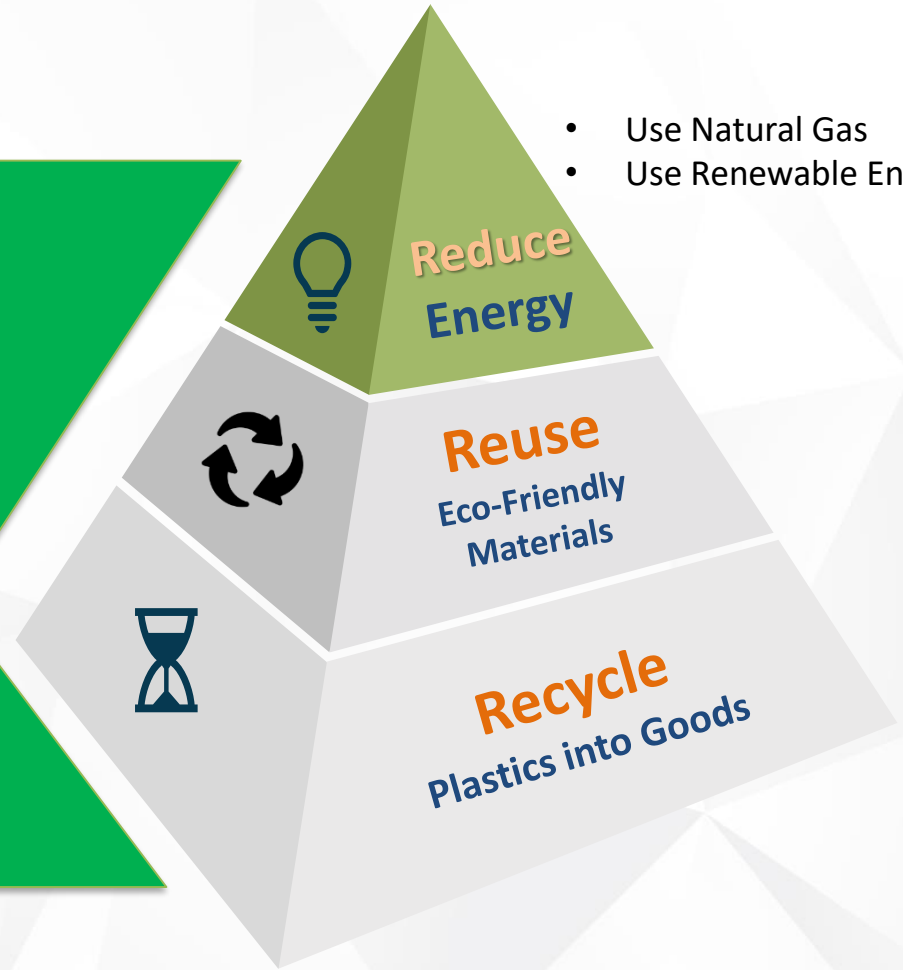 • Use Natural Gas
• Use Renewable En
Reduce
Energy
Reuse
Eco-Friendly
Materials
Recycle
Plastics into Goods